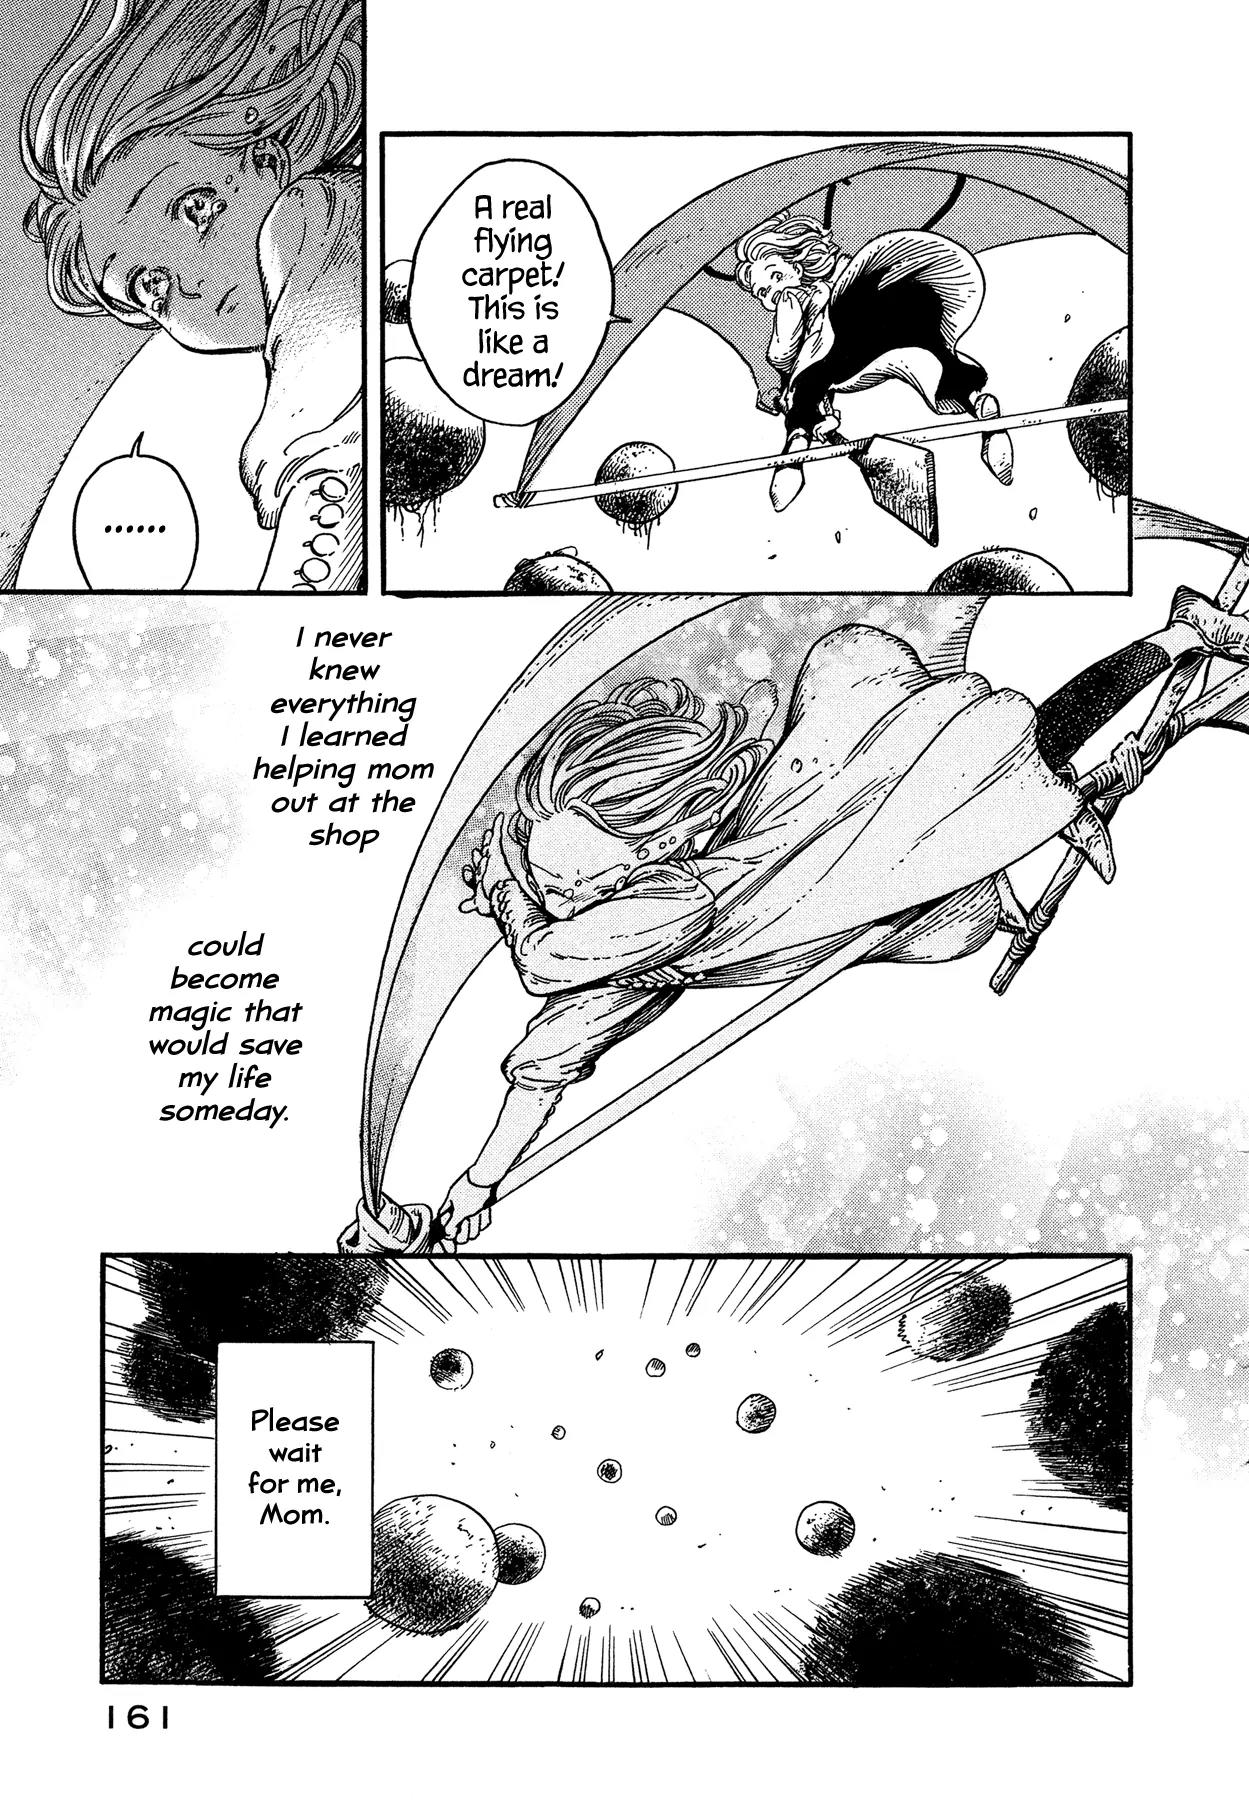 A real
flying
carpet!
This is
like a
dream!
......
I never
knew
everything
I learned
helping mom
out at the
shop
could
become
magic that
would save
my life
someday.
Please
wait
for me,
Mom.
161